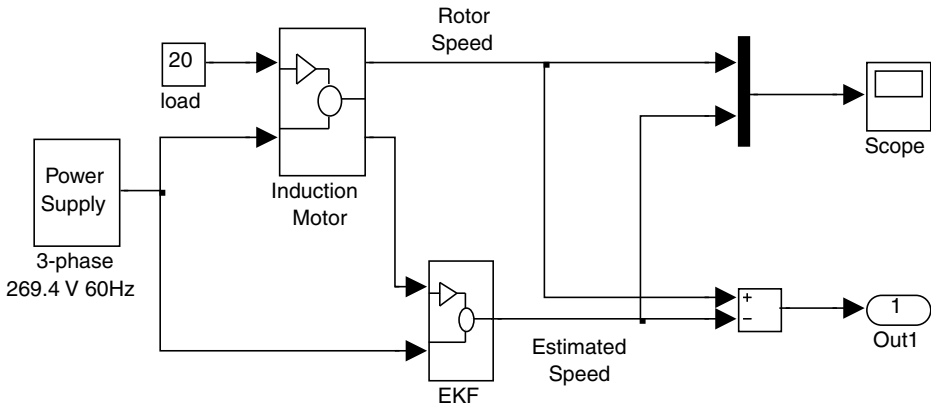 Rotor
Speed
20
load
Induction
Motor
Scope
Power
Supply
3-phase
269.4 V 60Hz
+
−
1
Out1
Estimated
Speed
EKF